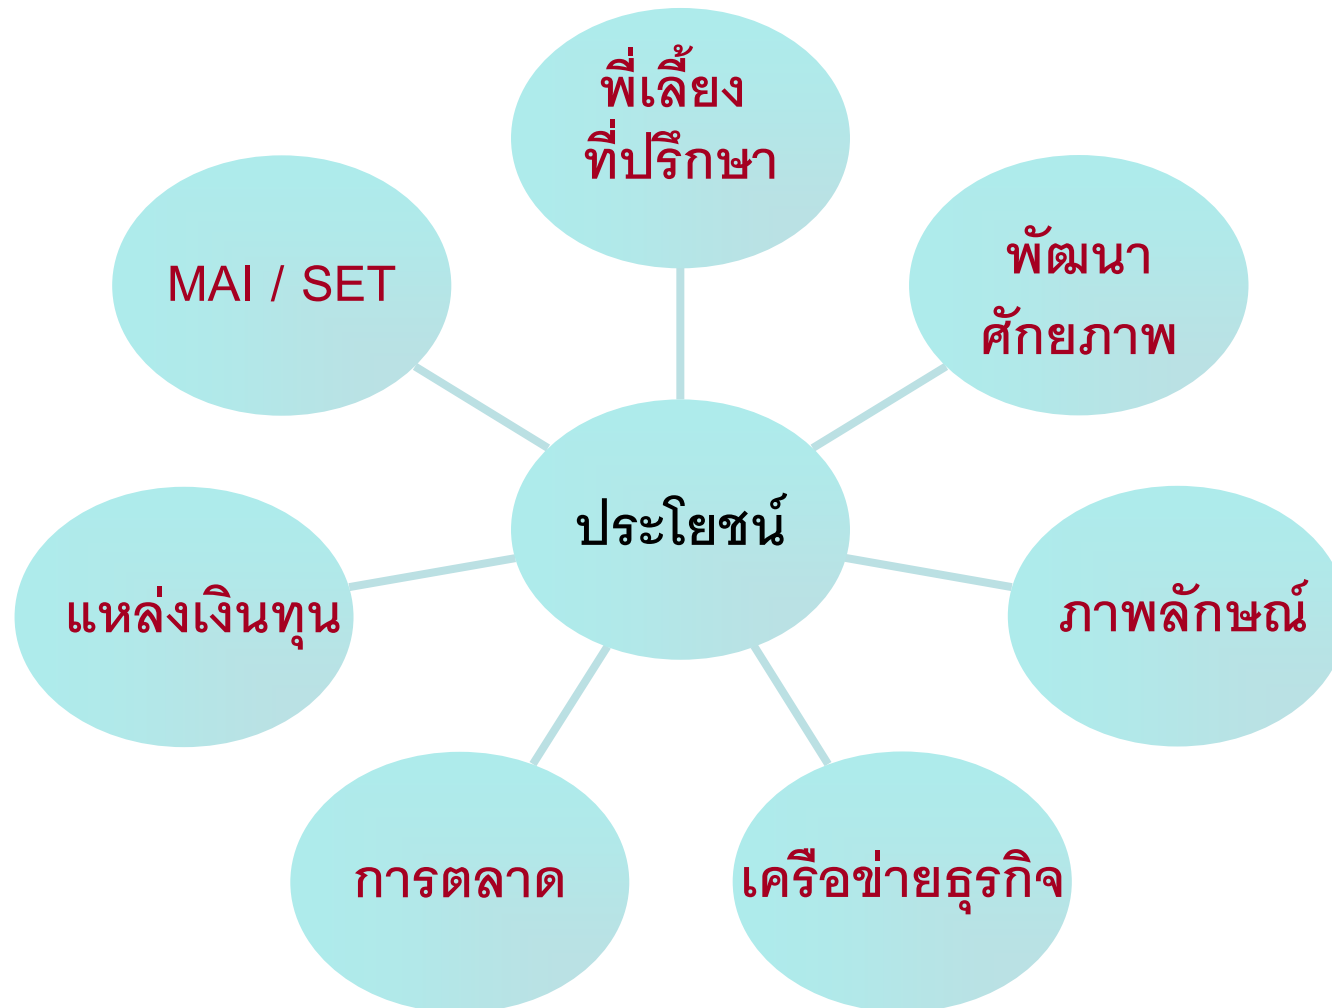 พี่เลี้ยง
ที่ปรึกษา
MAI / SET
พัฒนา
ศักยภาพ
ประโยชน์
แหล่งเงินทุน
ภาพลักษณ์
การตลาด
เครือข่ายธุรกิจ